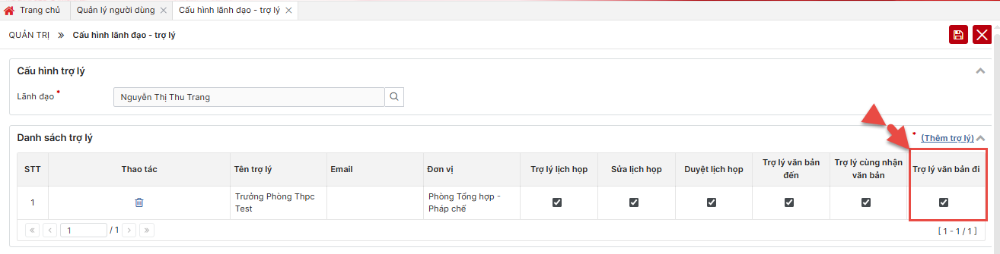 Trang chủ Quản lý người dùng Cấu hình lãnh đạo - trợ lý
QUẢN TRỊ » Cấu hình lãnh đạo - trợ lý
Cấu hình trợ lý
Lãnh đạo * Nguyễn Thị Thu Trang
Danh sách trợ lý * (Thêm trợ lý)
STT Thao tác Tên trợ lý Email Đơn vị Trợ lý lịch họp Sửa lịch họp Duyệt lịch họp Trợ lý văn bản đến Trợ lý cùng nhận văn bản Trợ lý văn bản đi
1 Trưởng Phòng Thpc Test Phòng Tổng hợp - Pháp chế
1 / 1 [ 1 - 1 / 1 ]